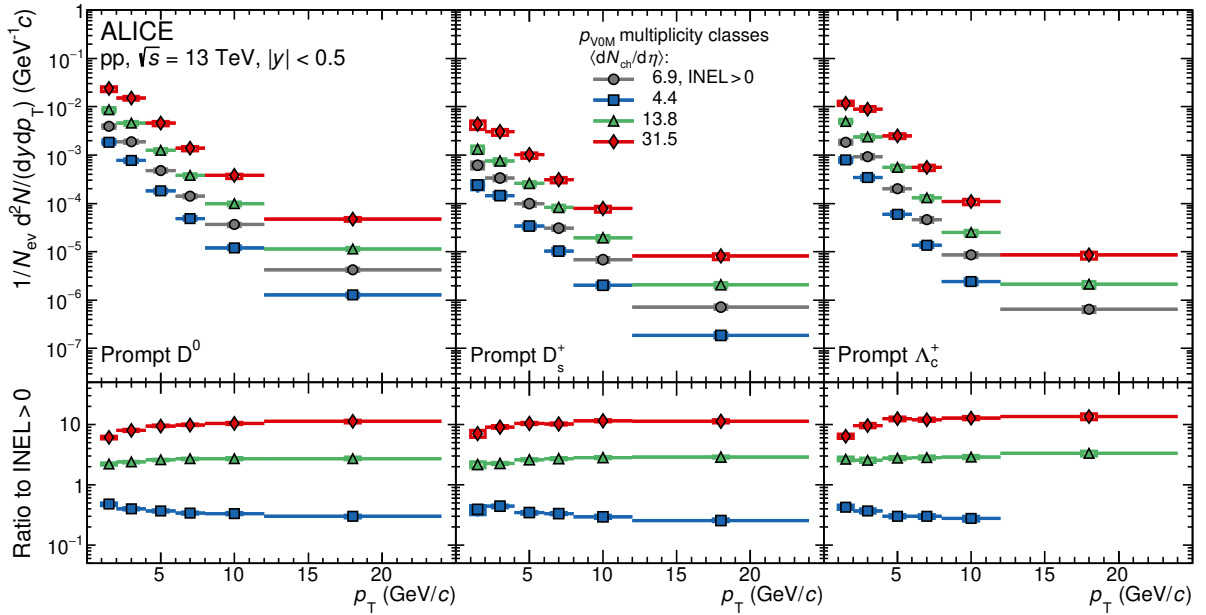 ALICE
pp, √s = 13 TeV, |y| < 0.5
p_V0M multiplicity classes
⟨dN_ch/dη⟩:
6.9, INEL > 0
4.4
13.8
31.5
1/N_ev d²N/(dydp_T) (GeV⁻¹c)
1
10⁻¹
10⁻²
10⁻³
10⁻⁴
10⁻⁵
10⁻⁶
10⁻⁷
Prompt D⁰
Prompt D_s⁺
Prompt Λ_c⁺
Ratio to INEL > 0
10
1
10⁻¹
5 10 15 20
5 10 15 20
5 10 15 20
p_T (GeV/c)
p_T (GeV/c)
p_T (GeV/c)